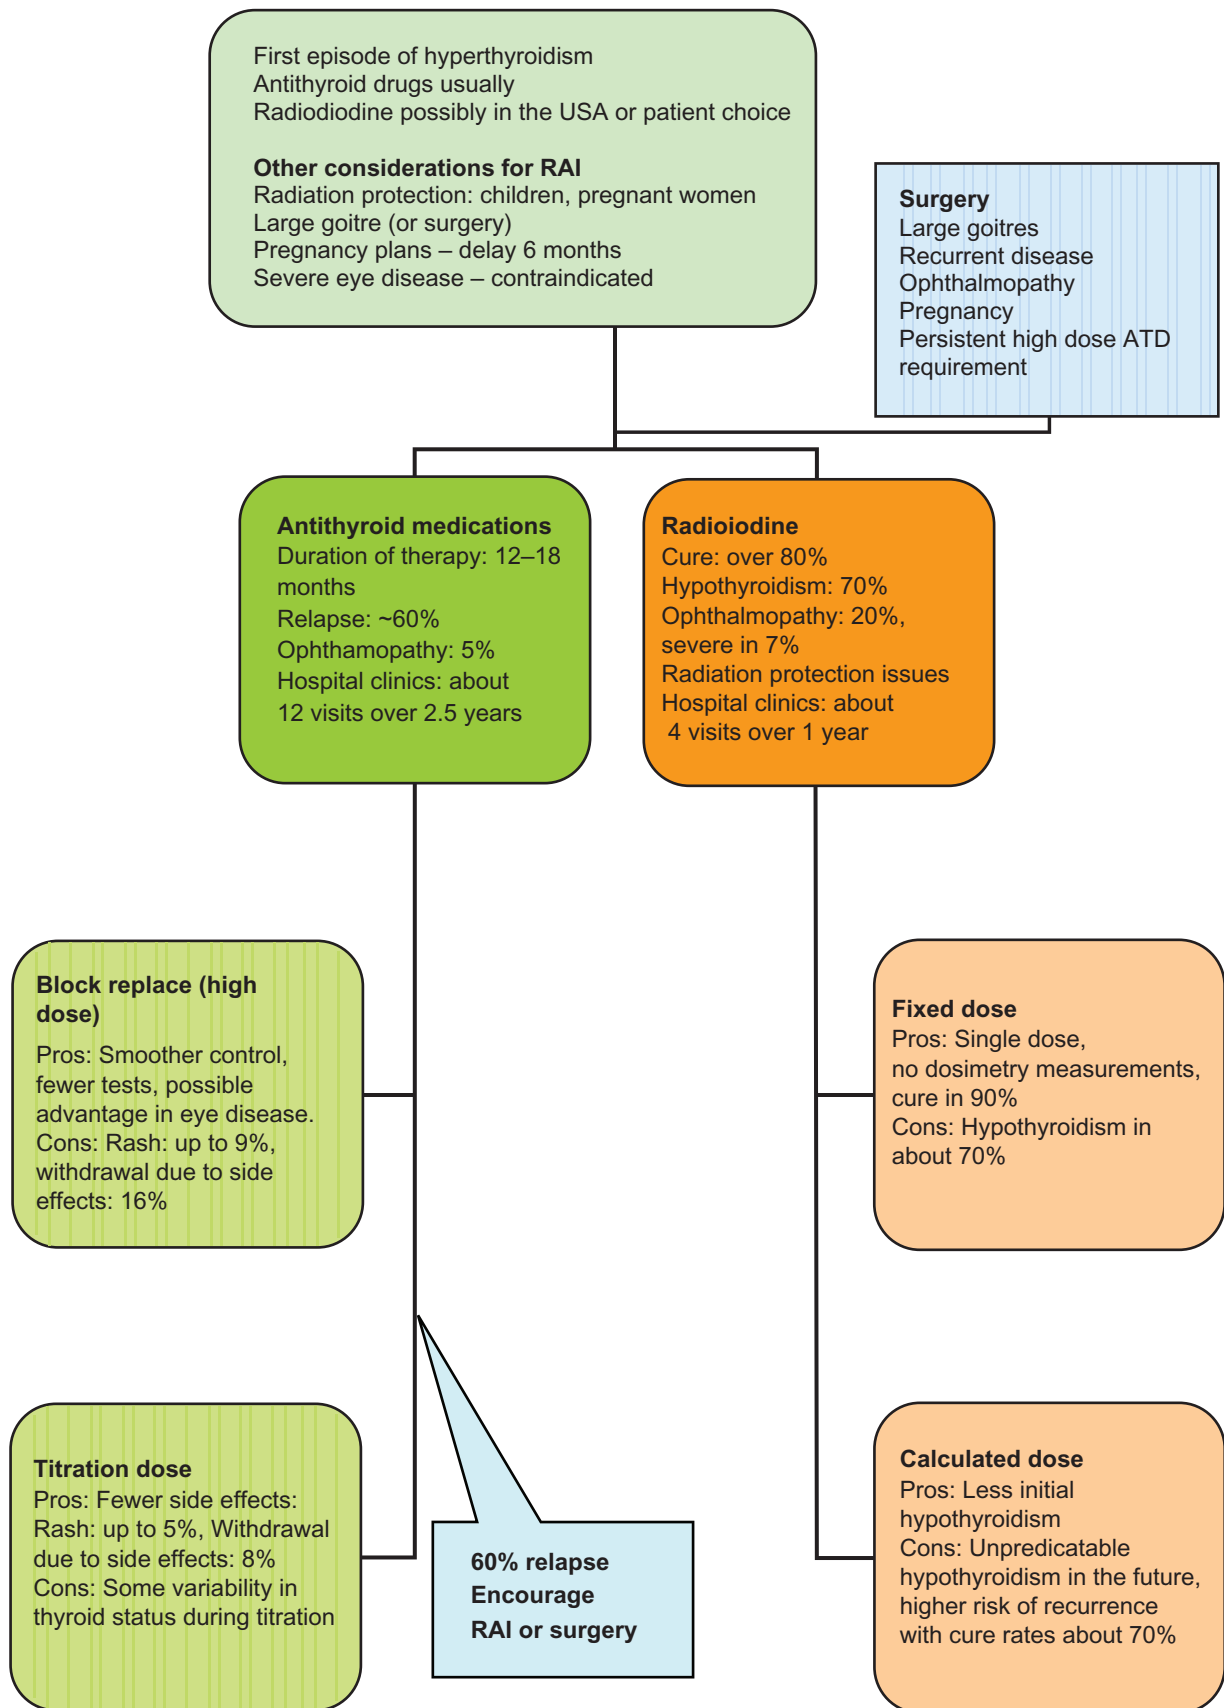 First episode of hyperthyroidism
Antithyroid drugs usually
Radiodiodine possibly in the USA or patient choice
Other considerations for RAI
Radiation protection: children, pregnant women
Large goitre (or surgery)
Pregnancy plans – delay 6 months
Severe eye disease – contraindicated
Surgery
Large goitres
Recurrent disease
Ophthalmopathy
Pregnancy
Persistent high dose ATD
requirement
Antithyroid medications
Duration of therapy: 12–18
months
Relapse: ~60%
Ophthamopathy: 5%
Hospital clinics: about
12 visits over 2.5 years
Radioiodine
Cure: over 80%
Hypothyroidism: 70%
Ophthalmopathy: 20%,
severe in 7%
Radiation protection issues
Hospital clinics: about
4 visits over 1 year
Block replace (high
dose)
Pros: Smoother control,
fewer tests, possible
advantage in eye disease.
Cons: Rash: up to 9%,
withdrawal due to side
effects: 16%
Fixed dose
Pros: Single dose,
no dosimetry measurements,
cure in 90%
Cons: Hypothyroidism in
about 70%
Titration dose
Pros: Fewer side effects:
Rash: up to 5%, Withdrawal
due to side effects: 8%
Cons: Some variability in
thyroid status during titration
60% relapse
Encourage
RAI or surgery
Calculated dose
Pros: Less initial
hypothyroidism
Cons: Unpredicatable
hypothyroidism in the future,
higher risk of recurrence
with cure rates about 70%